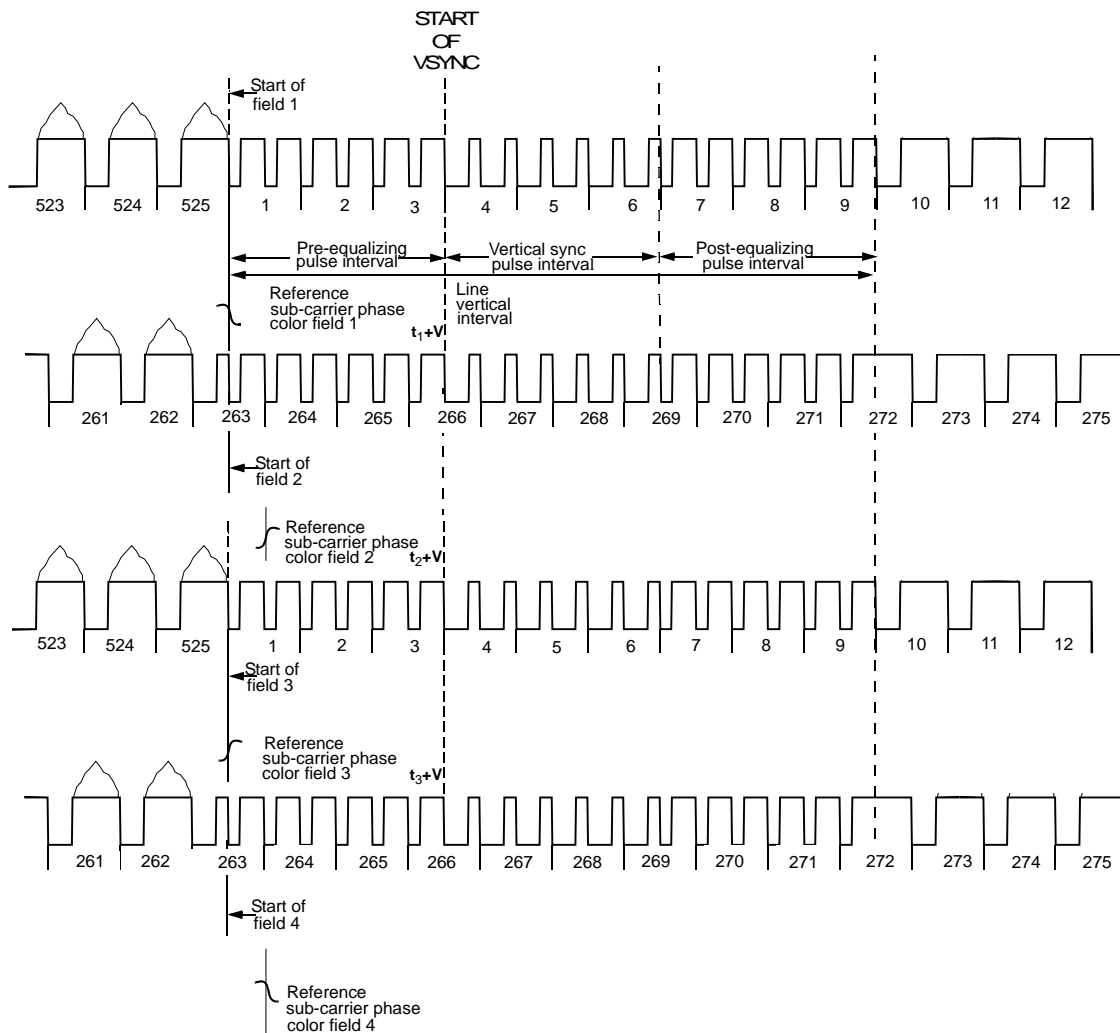 START
OF
VSYNC
Start of
field 1
523 524 525 1 2 3 4 5 6 7 8 9 10 11 12
Pre-equalizing
pulse interval
Vertical sync
pulse interval
Post-equalizing
pulse interval
Reference
sub-carrier phase
color field 1
Line
vertical
interval
t1+V
261 262 263 264 265 266 267 268 269 270 271 272 273 274 275
Start of
field 2
Reference
sub-carrier phase
color field 2
t2+V
523 524 525 1 2 3 4 5 6 7 8 9 10 11 12
Start of
field 3
Reference
sub-carrier phase
color field 3
t3+V
261 262 263 264 265 266 267 268 269 270 271 272 273 274 275
Start of
field 4
Reference
sub-carrier phase
color field 4